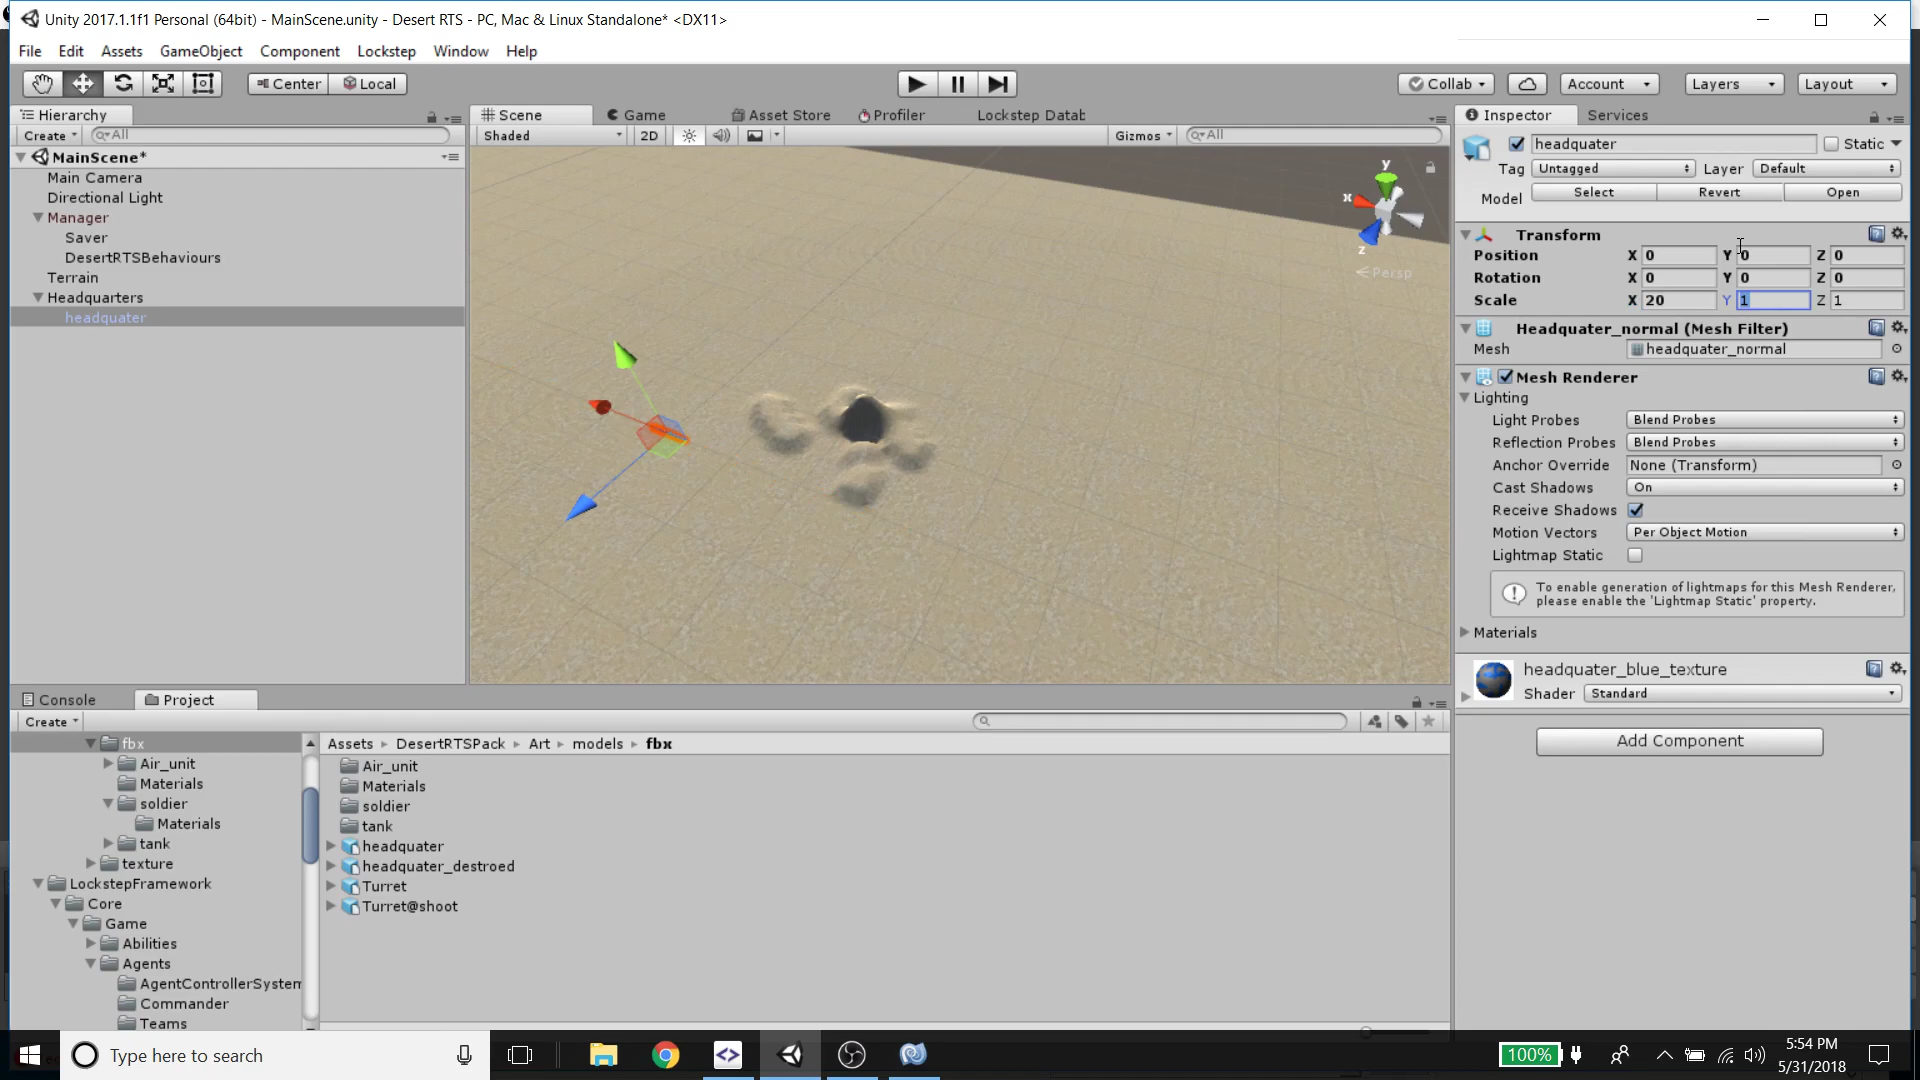 Unity 2017.1.1f1 Personal (64bit) - MainScene.unity - Desert RTS - PC, Mac & Linux Standalone* <DX11>
File Edit Assets GameObject Component Lockstep Window Help
Center Local Collab Account Layers Layout
Hierarchy
Create All
MainScene*
Main Camera
Directional Light
Manager
Saver
DesertRTSBehaviours
Terrain
Headquarters
headquater
Scene Game Asset Store Profiler Lockstep Datab
Shaded 2D Gizmos All
y
x
z
Persp
Inspector Services
headquater Static
Tag Untagged Layer Default
Model Select Revert Open
Transform
Position X 0 Y 0 Z 0
Rotation X 0 Y 0 Z 0
Scale X 20 Y 1 Z 1
Headquater_normal (Mesh Filter)
Mesh headquater_normal
Mesh Renderer
Lighting
Light Probes Blend Probes
Reflection Probes Blend Probes
Anchor Override None (Transform)
Cast Shadows On
Receive Shadows
Motion Vectors Per Object Motion
Lightmap Static
To enable generation of lightmaps for this Mesh Renderer,
please enable the 'Lightmap Static' property.
Materials
headquater_blue_texture
Shader Standard
Add Component
Console Project
Create
fbx
Air_unit
Materials
soldier
Materials
tank
texture
LockstepFramework
Core
Game
Abilities
Agents
AgentControllerSystem
Commander
Teams
Assets DesertRTSPack Art models fbx
Air_unit
Materials
soldier
tank
headquater
headquater_destroed
Turret
Turret@shoot
Type here to search
100%
5:54 PM
5/31/2018